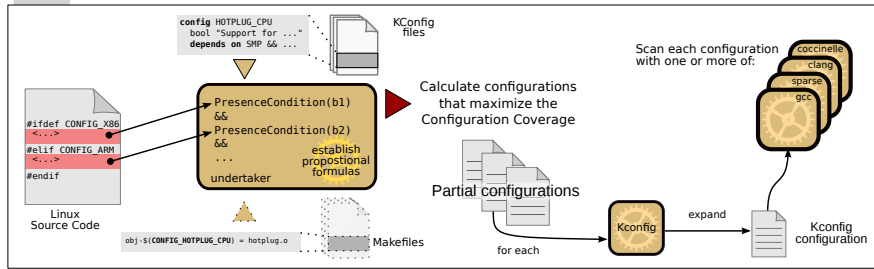 config HOTPLUG_CPU
bool "Support for ..."
depends on SMP && ...
KConfig
files
#ifdef CONFIG_X86
<...>
#elif CONFIG_ARM
<...>
#endif
Linux
Source Code
PresenceCondition(b1)
&&
PresenceCondition(b2)
&&
...
establish
propostional
formulas
undertaker
obj-$(CONFIG_HOTPLUG_CPU) = hotplug.o
Makefiles
Calculate configurations
that maximize the
Configuration Coverage
Partial configurations
for each
Kconfig
expand
Kconfig
configuration
Scan each configuration
with one or more of:
coccinelle
clang
sparse
gcc